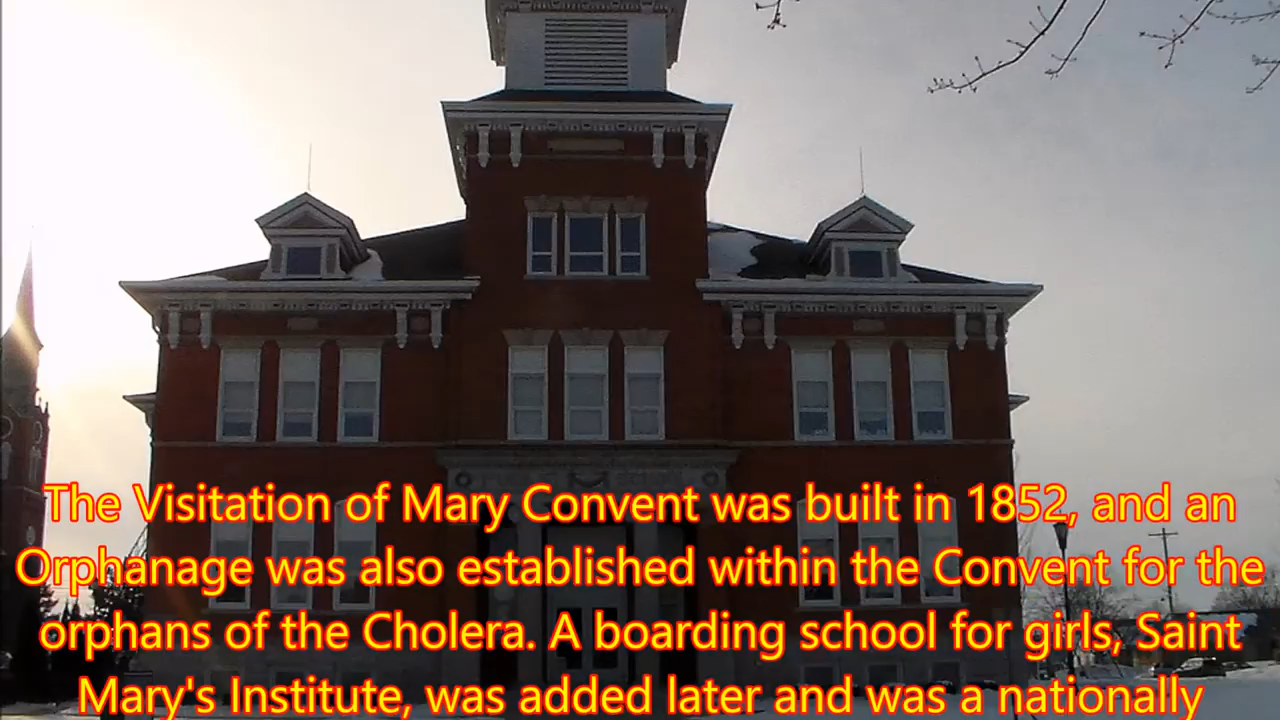 The Visitation of Mary Convent was built in 1852, and an
Orphanage was also established within the Convent for the
orphans of the Cholera. A boarding school for girls, Saint
Mary's Institute, was added later and was a nationally